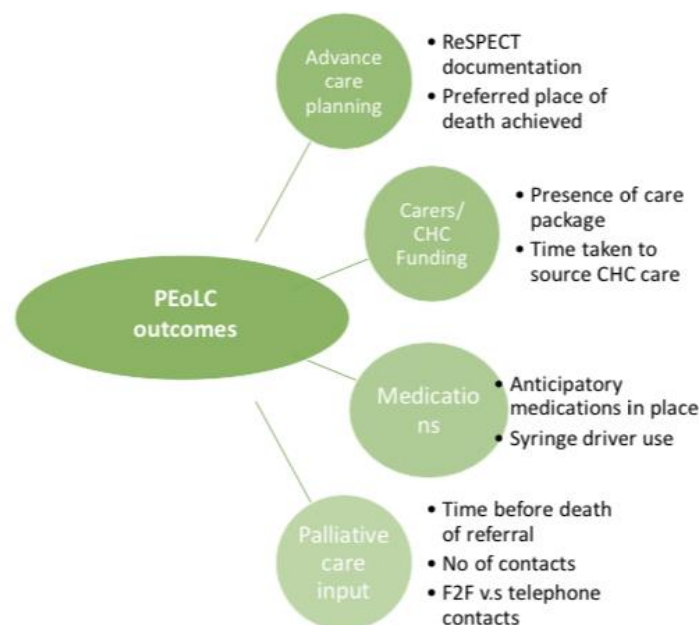 PEoLC
outcomes
Advance
care
planning
• ReSPECT
documentation
• Preferred place of
death achieved
Carers/
CHC
Funding
• Presence of care
package
• Time taken to
source CHC care
Medicatio
ns
• Anticipatory
medications in place
• Syringe driver use
Palliative
care
input
• Time before death
of referral
• No of contacts
• F2F v.s telephone
contacts